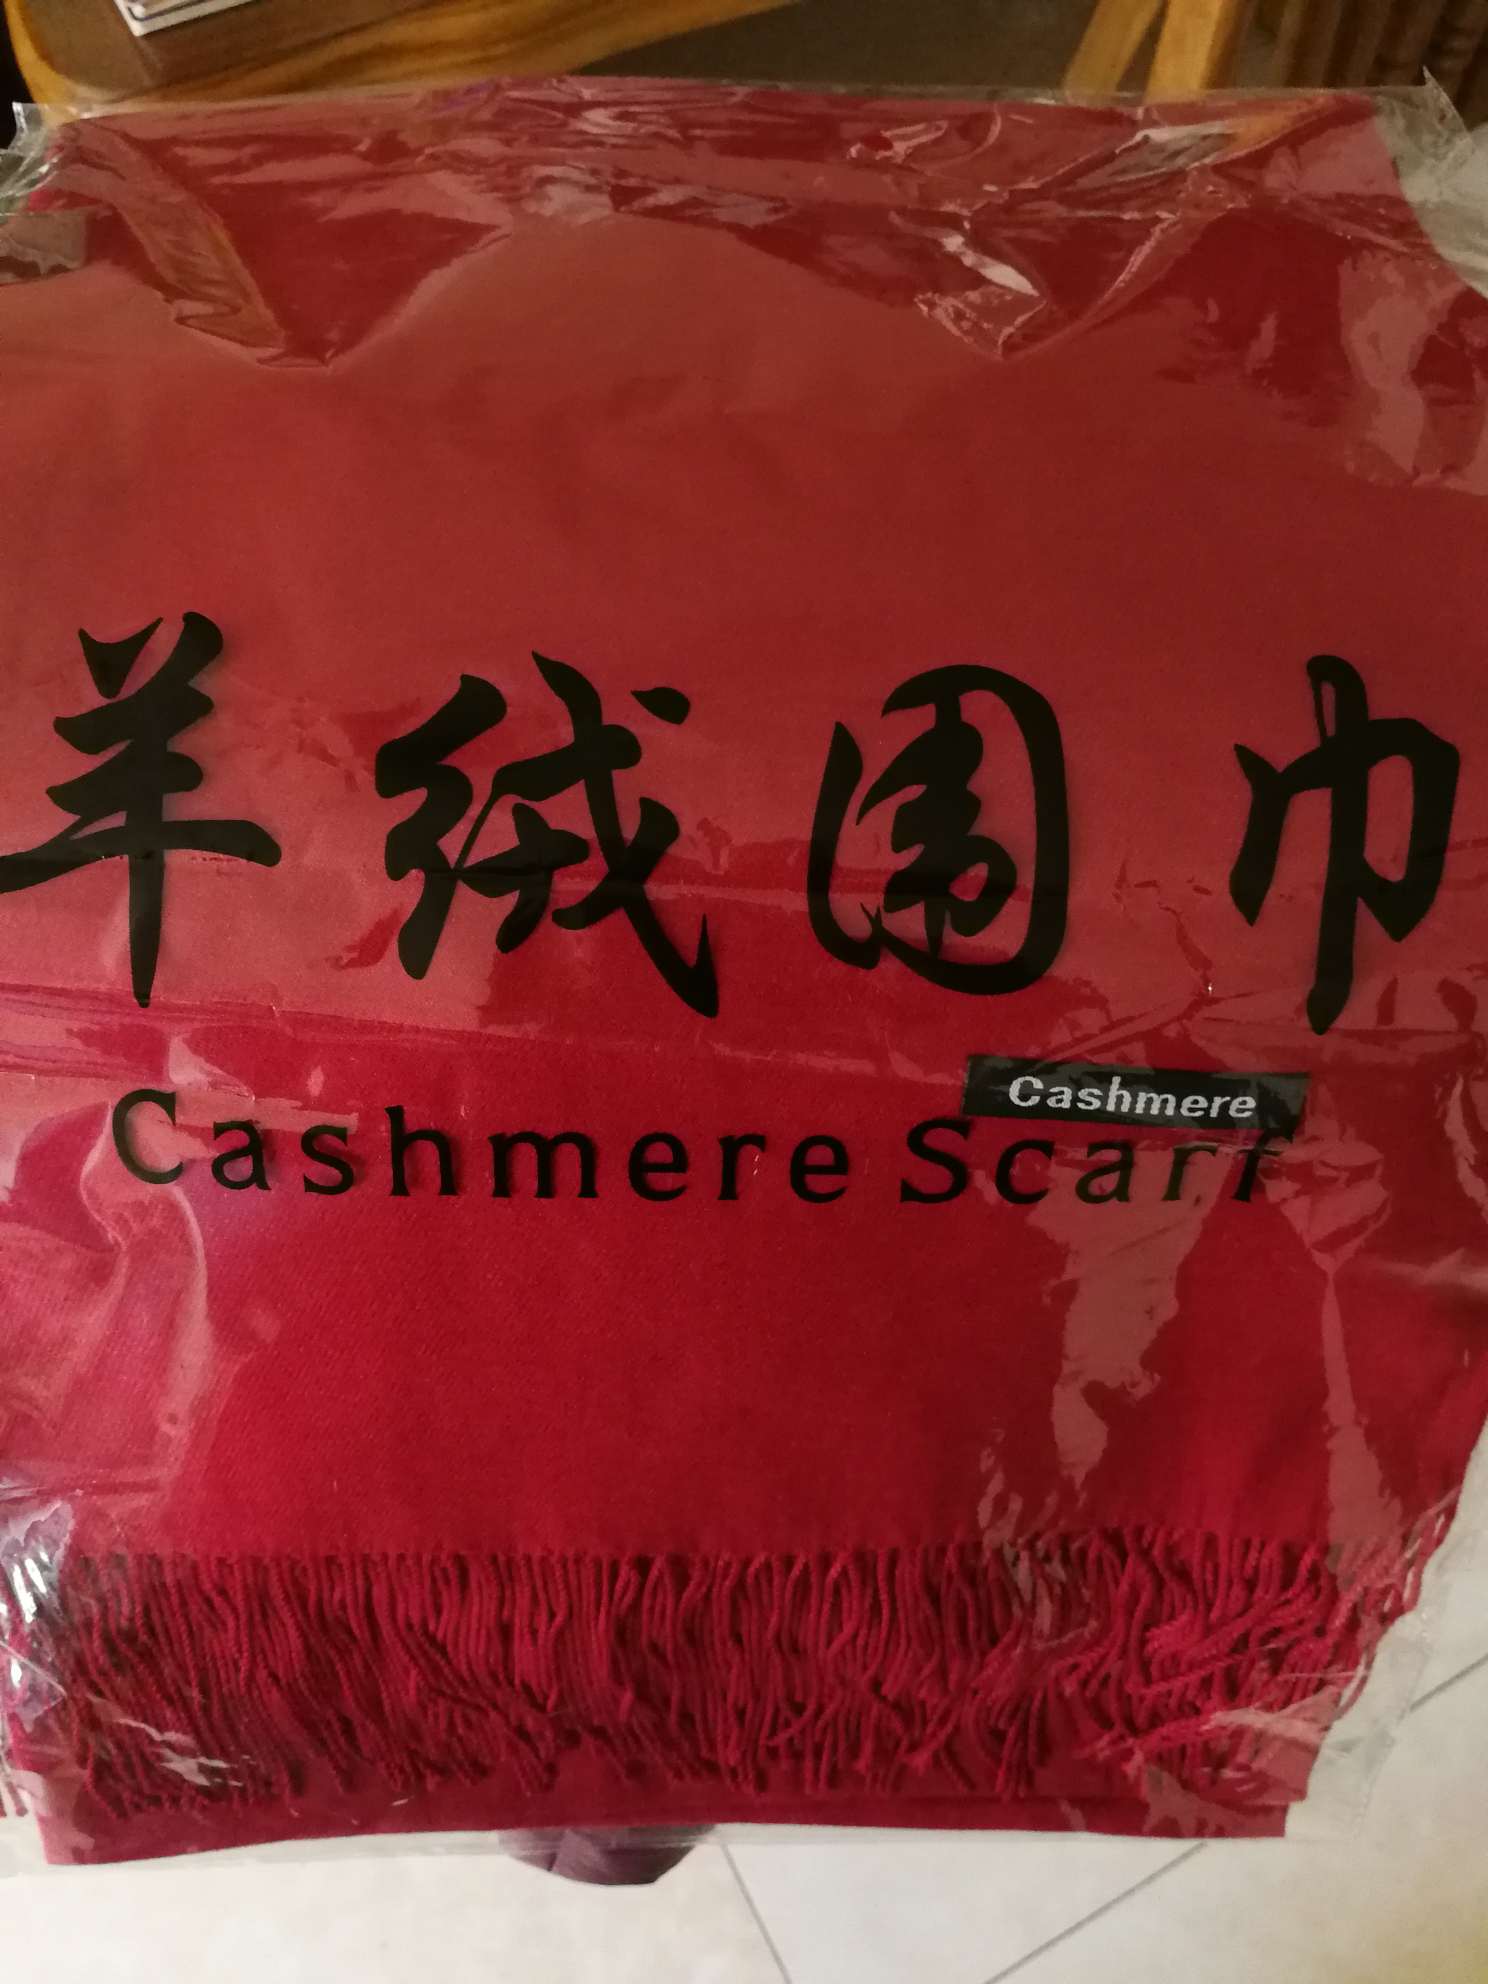 羊绒围巾
Cashmere
Cashmere Scarf